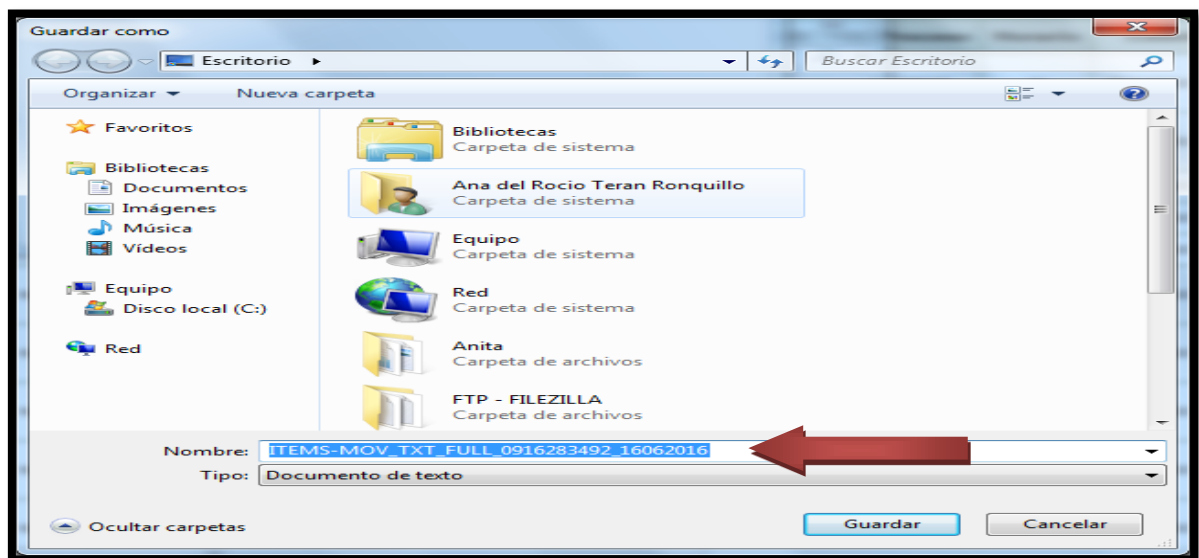 Guardar como
Escritorio
Buscar Escritorio
Organizar
Nueva carpeta
Favoritos
Bibliotecas
Documentos
Imágenes
Música
Vídeos
Equipo
Disco local (C:)
Red
Bibliotecas
Carpeta de sistema
Ana del Rocio Teran Ronquillo
Carpeta de sistema
Equipo
Carpeta de sistema
Red
Carpeta de sistema
Anita
Carpeta de archivos
FTP - FILEZILLA
Carpeta de archivos
Nombre: ITEMS-MOV_TXT_FULL_0916283492_16062016
Tipo: Documento de texto
Ocultar carpetas
Guardar
Cancelar